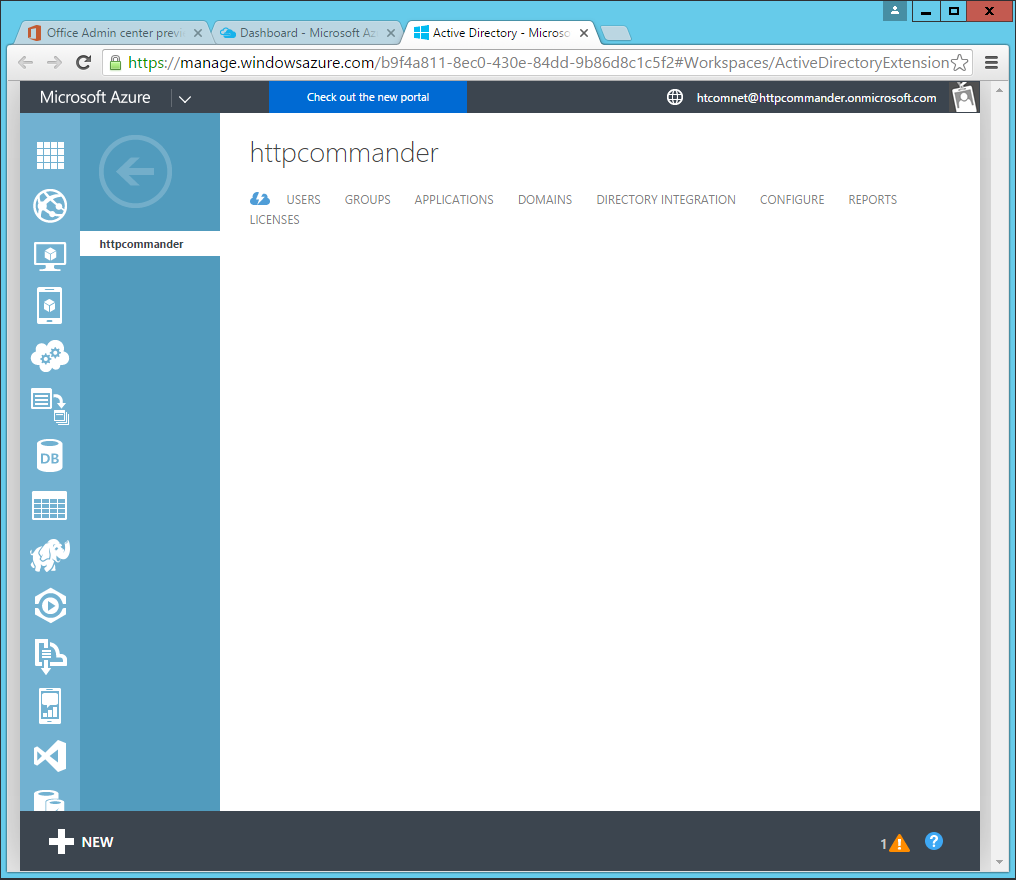 Office Admin center previ
Dashboard - Microsoft Az
Active Directory - Microso
https://manage.windowsazure.com/b9f4a811-8ec0-430e-84dd-9b86d8c1c5f2#Workspaces/ActiveDirectoryExtension
Microsoft Azure
Check out the new portal
htcomnet@httpcommander.onmicrosoft.com
httpcommander
USERS GROUPS APPLICATIONS DOMAINS DIRECTORY INTEGRATION CONFIGURE REPORTS
LICENSES
httpcommander
DB
NEW
1
?